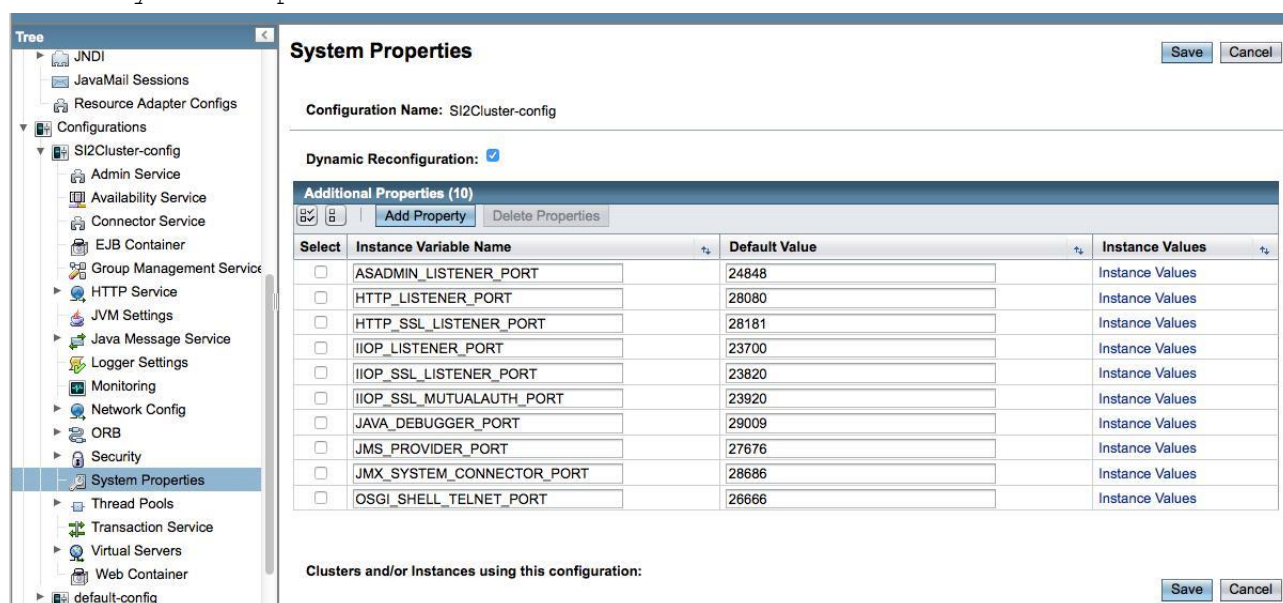 Tree
JNDI
JavaMail Sessions
Resource Adapter Configs
Configurations
SI2Cluster-config
Admin Service
Availability Service
Connector Service
EJB Container
Group Management Service
HTTP Service
JVM Settings
Java Message Service
Logger Settings
Monitoring
Network Config
ORB
Security
System Properties
Thread Pools
Transaction Service
Virtual Servers
Web Container
default-config
System Properties
Save Cancel
Configuration Name: SI2Cluster-config
Dynamic Reconfiguration:
Additional Properties (10)
Add Property Delete Properties
Select Instance Variable Name Default Value Instance Values
ASADMIN_LISTENER_PORT 24848 Instance Values
HTTP_LISTENER_PORT 28080 Instance Values
HTTP_SSL_LISTENER_PORT 28181 Instance Values
IIOP_LISTENER_PORT 23700 Instance Values
IIOP_SSL_LISTENER_PORT 23820 Instance Values
IIOP_SSL_MUTUALAUTH_PORT 23920 Instance Values
JAVA_DEBUGGER_PORT 29009 Instance Values
JMS_PROVIDER_PORT 27676 Instance Values
JMX_SYSTEM_CONNECTOR_PORT 28686 Instance Values
OSGI_SHELL_TELNET_PORT 26666 Instance Values
Clusters and/or Instances using this configuration:
Save Cancel